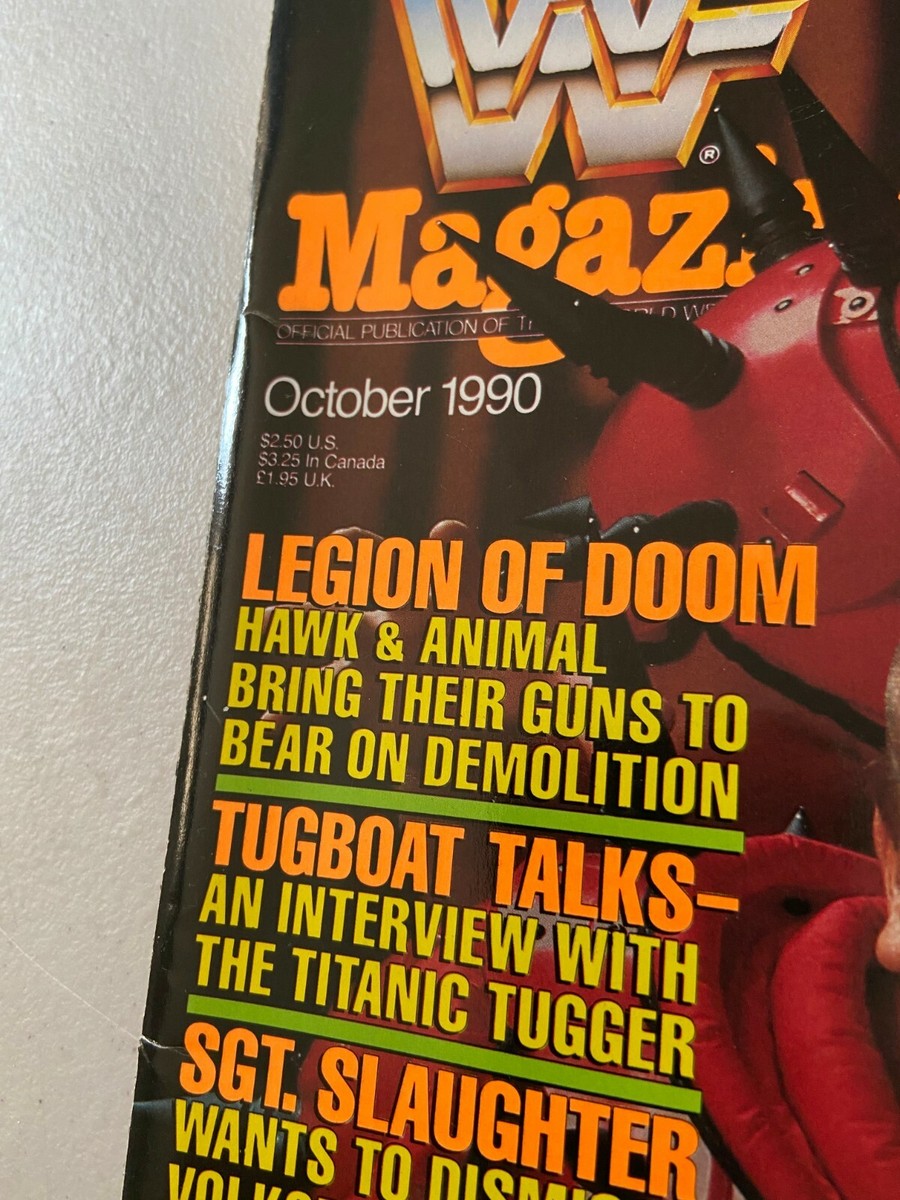 WWF
®
Magaz
OFFICIAL PUBLICATION OF
October 1990
$2.50 U.S.
$3.25 In Canada
£1.95 U.K.
LEGION OF DOOM
HAWK & ANIMAL
BRING THEIR GUNS TO
BEAR ON DEMOLITION
TUGBOAT TALKS–
AN INTERVIEW WITH
THE TITANIC TUGGER
SGT. SLAUGHTER
WANTS TO